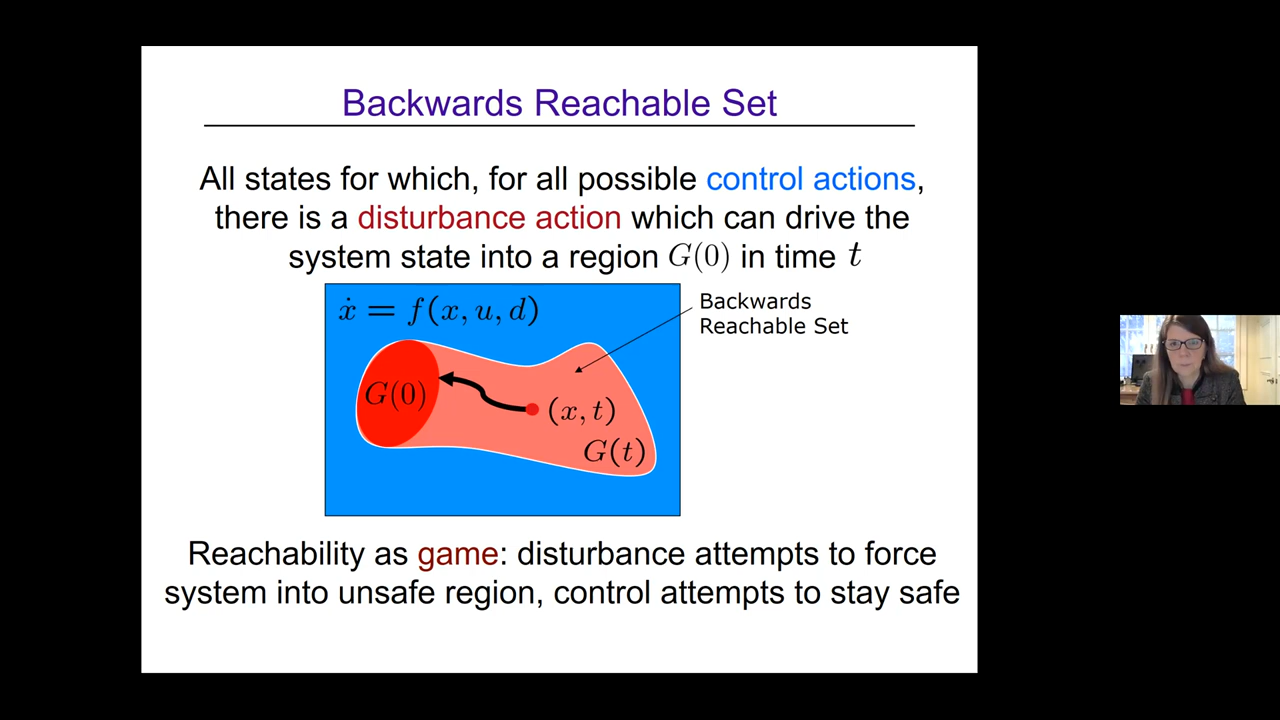 Backwards Reachable Set
All states for which, for all possible control actions,
there is a disturbance action which can drive the
system state into a region G(0) in time t
ẋ = f(x, u, d)
Backwards
Reachable Set
G(0)
(x, t)
G(t)
Reachability as game: disturbance attempts to force
system into unsafe region, control attempts to stay safe